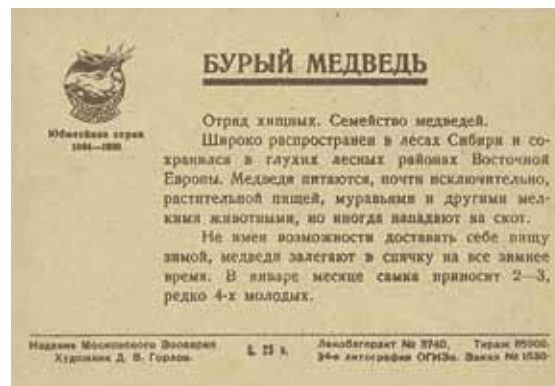 БУРЫЙ МЕДВЕДЬ
Юбилейная серия
Отряд хищных. Семейство медведей.
Широко распространен в лесах Сибири и со-
хранился в глухих лесных районах Восточной
Европы. Медведи питаются, почти исключительно,
растительной пищей, муравьями и другими мел-
кими животными, но иногда нападают на скот.
Не имея возможности доставать себе пищу
зимой, медведи залегают в спячку на все зимнее
время. В январе месяце самка приносит 2—3,
редко 4-х молодых.
Издание Московского Зоопарка
Художник Д. В. Горлов.
Ц. 25 к.
Леноблгорлит № Тираж
24-я литография ОГИЗа. Заказ №